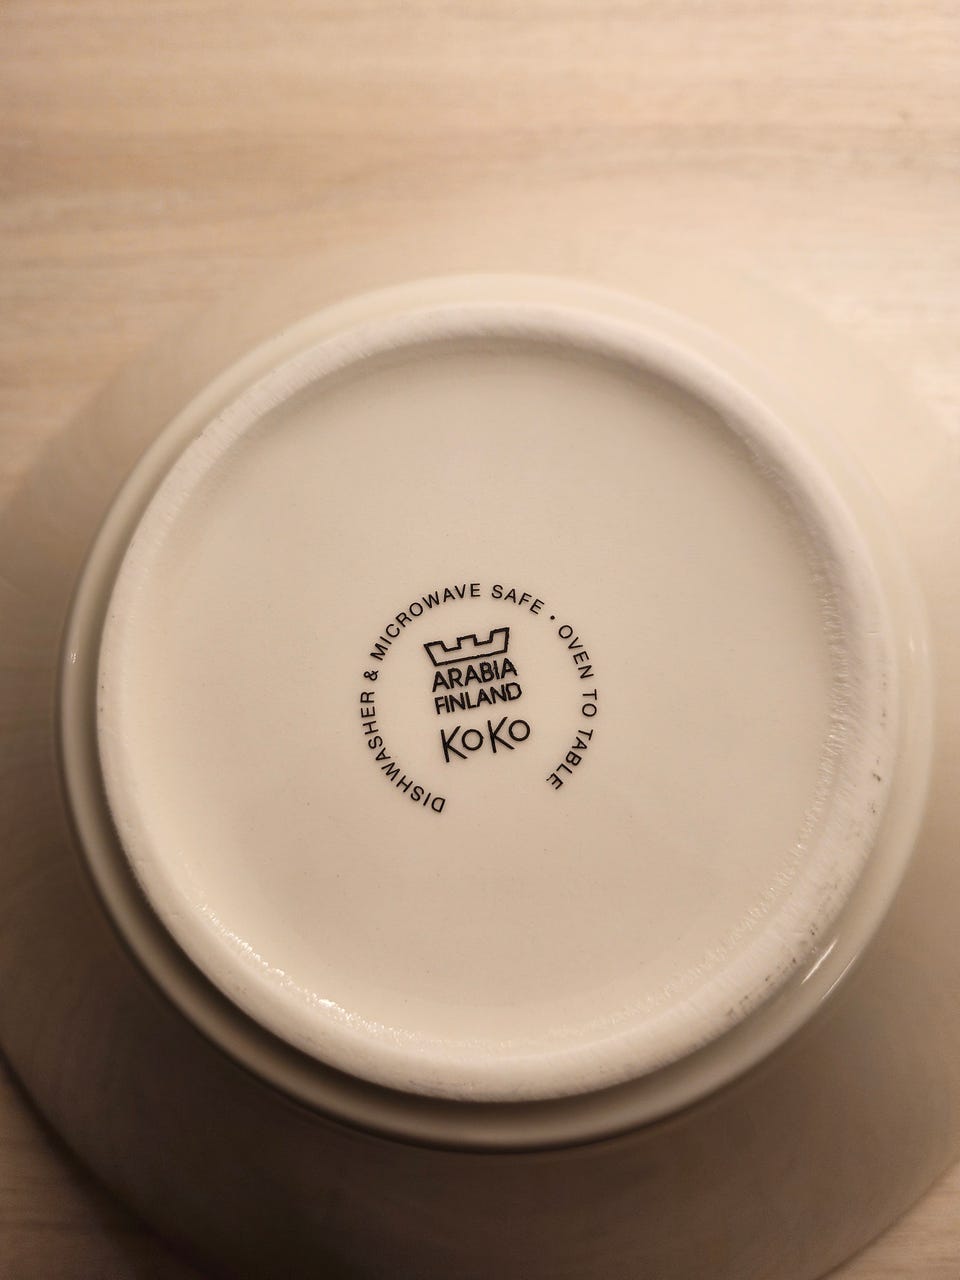 DISHWASHER & MICROWAVE SAFE • OVEN TO TABLE
ARABIA
FINLAND
KoKo